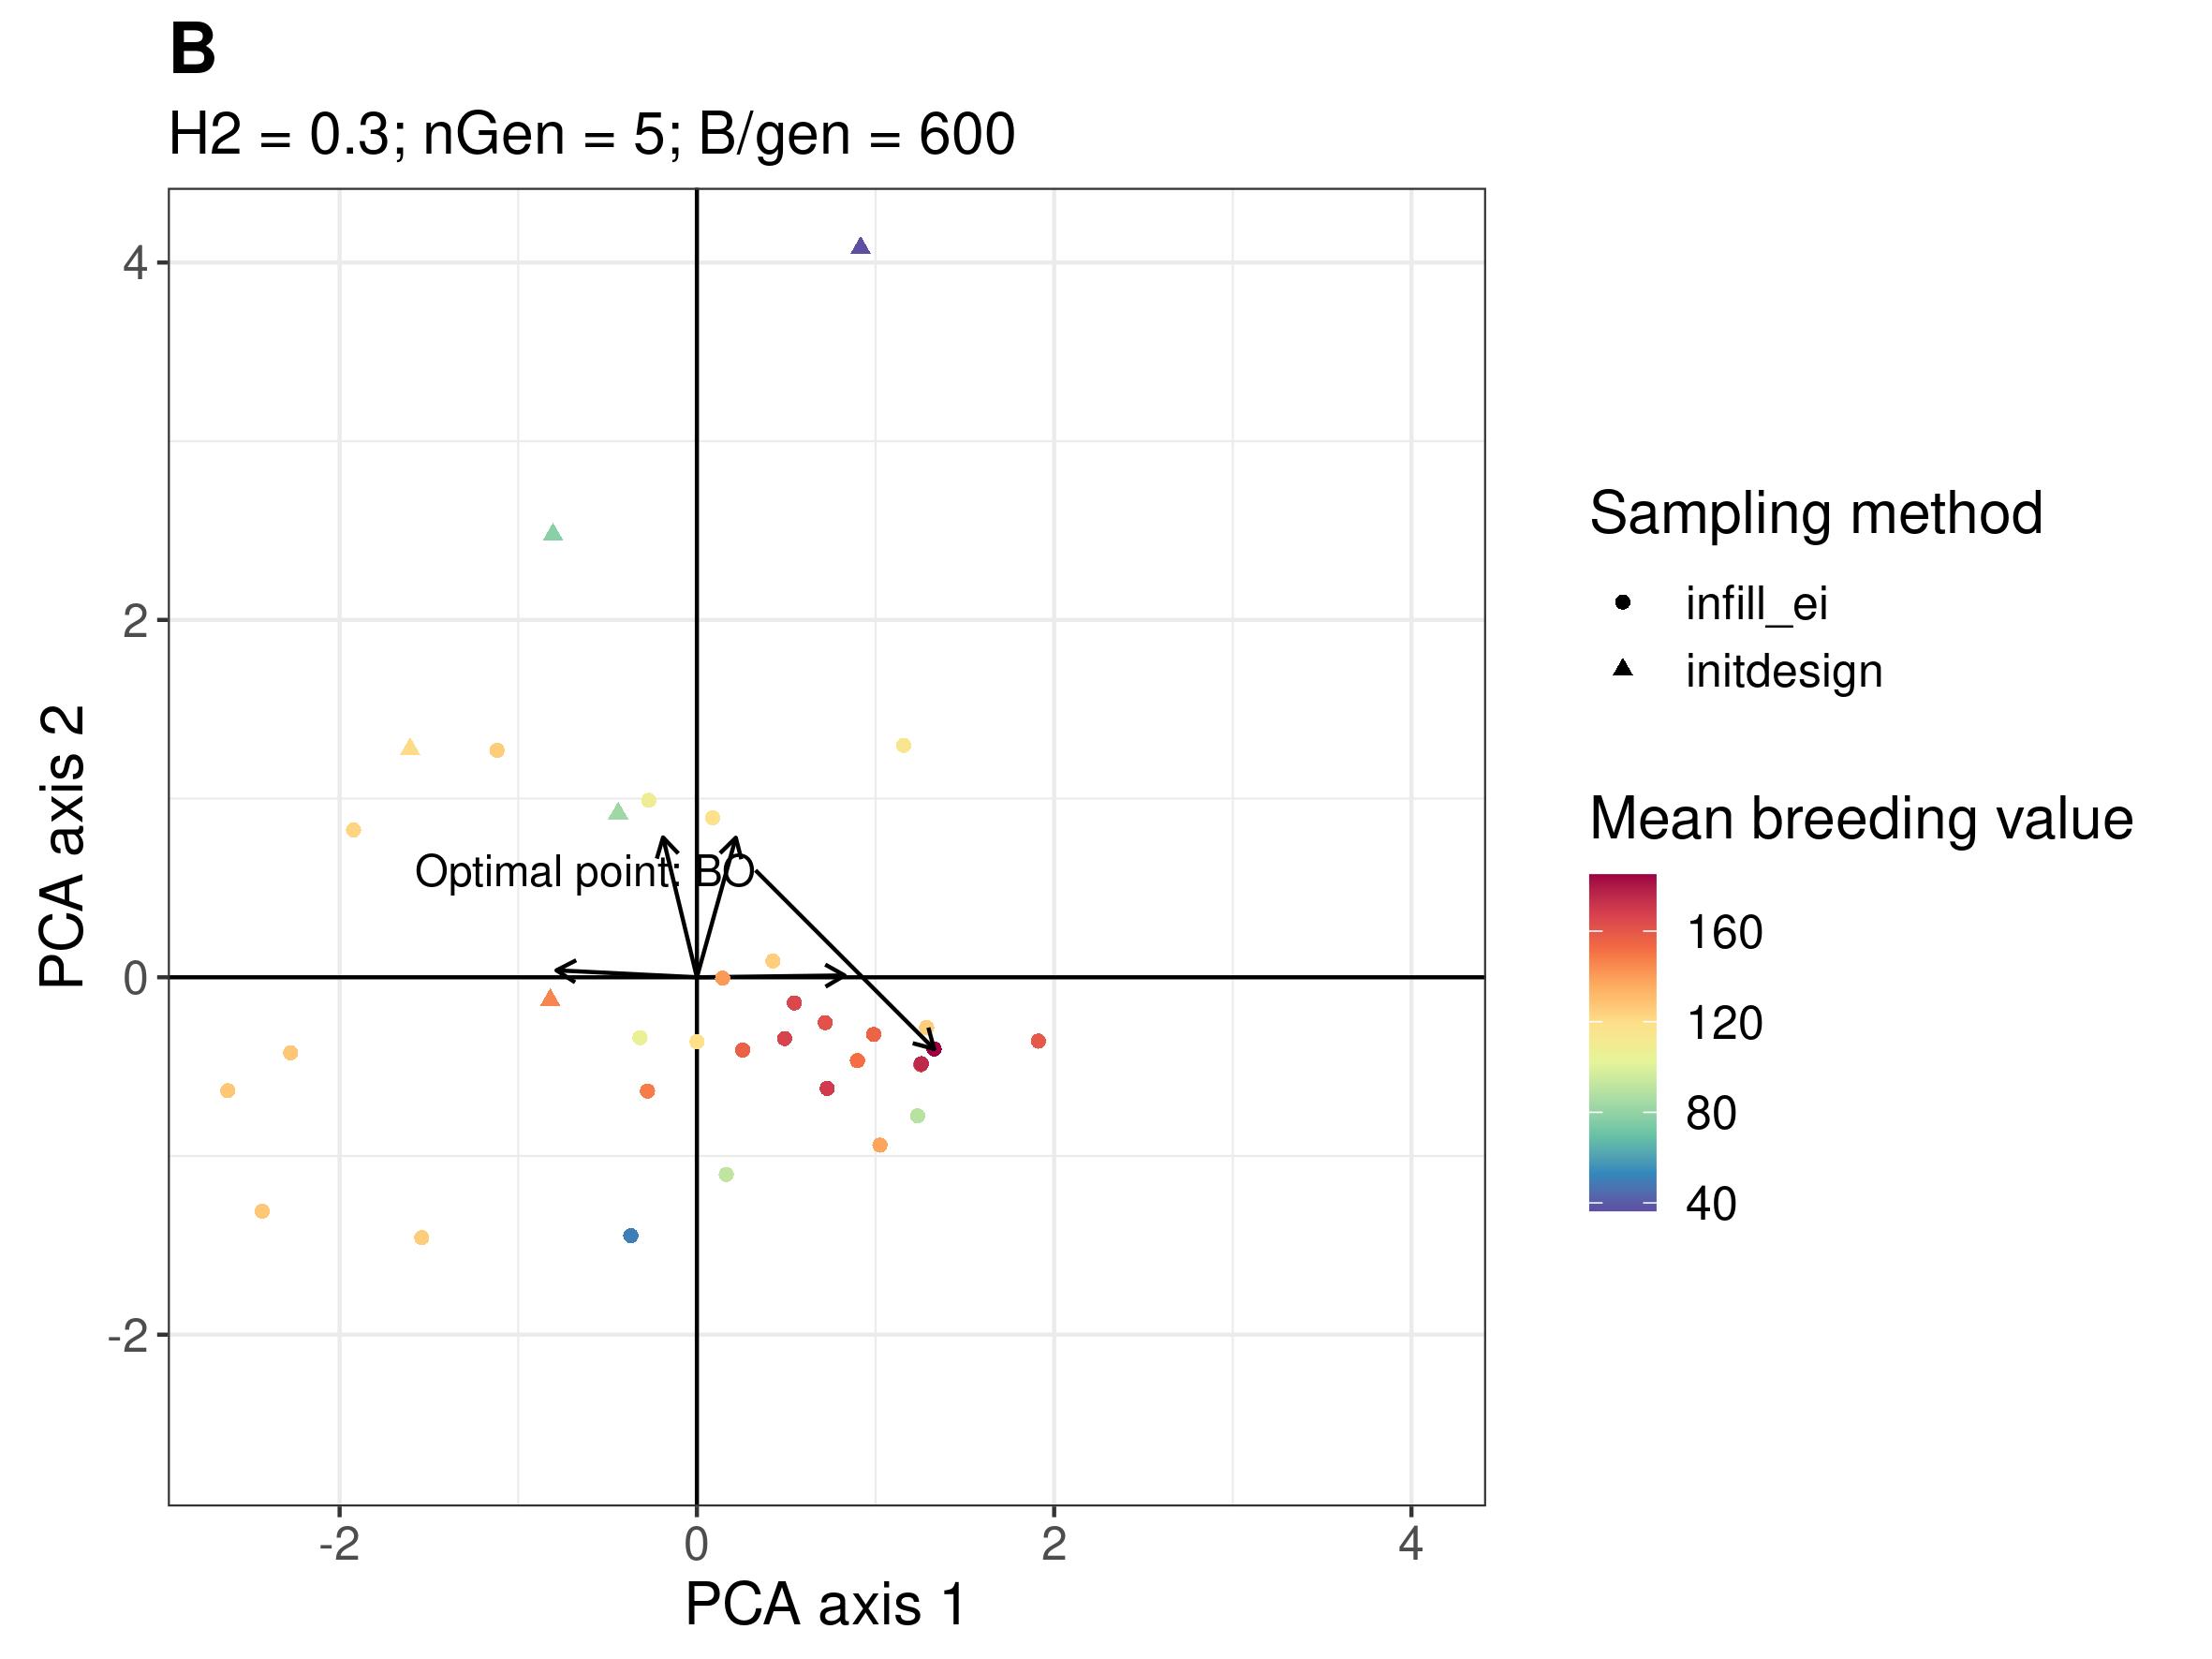 B
H2 = 0.3; nGen = 5; B/gen = 600
4
2
0
-2
PCA axis 2
Optimal point: BO
-2 0 2 4
PCA axis 1
Sampling method
infill_ei
initdesign
Mean breeding value
160
120
80
40